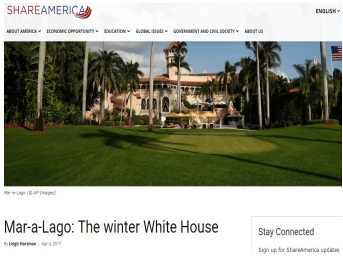 SHAREAMERICA
ENGLISH
ABOUT AMERICA ECONOMIC OPPORTUNITY EDUCATION GLOBAL ISSUES GOVERNMENT AND CIVIL SOCIETY ABOUT US
Mar-a-Lago (© AP Images)
Mar-a-Lago: The winter White House
By Leigh Hartman - Apr 4, 2017
Stay Connected
Sign up for ShareAmerica updates